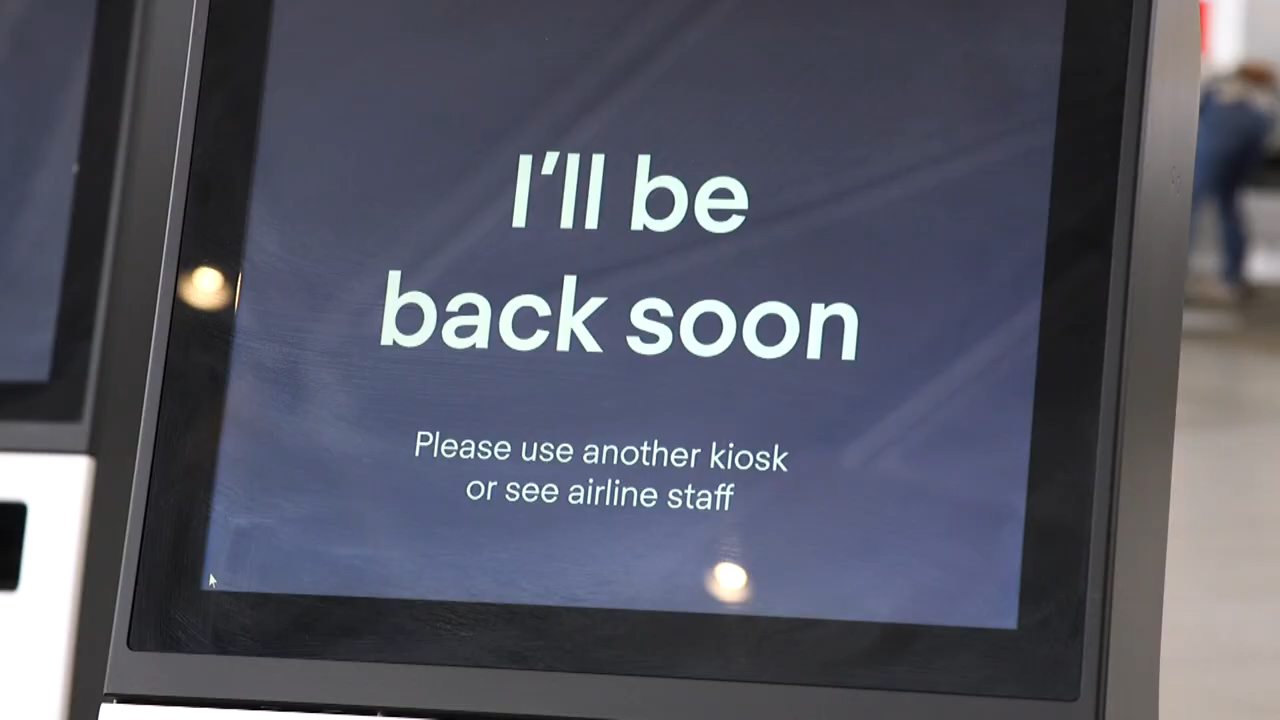 I’ll be
back soon
Please use another kiosk
or see airline staff